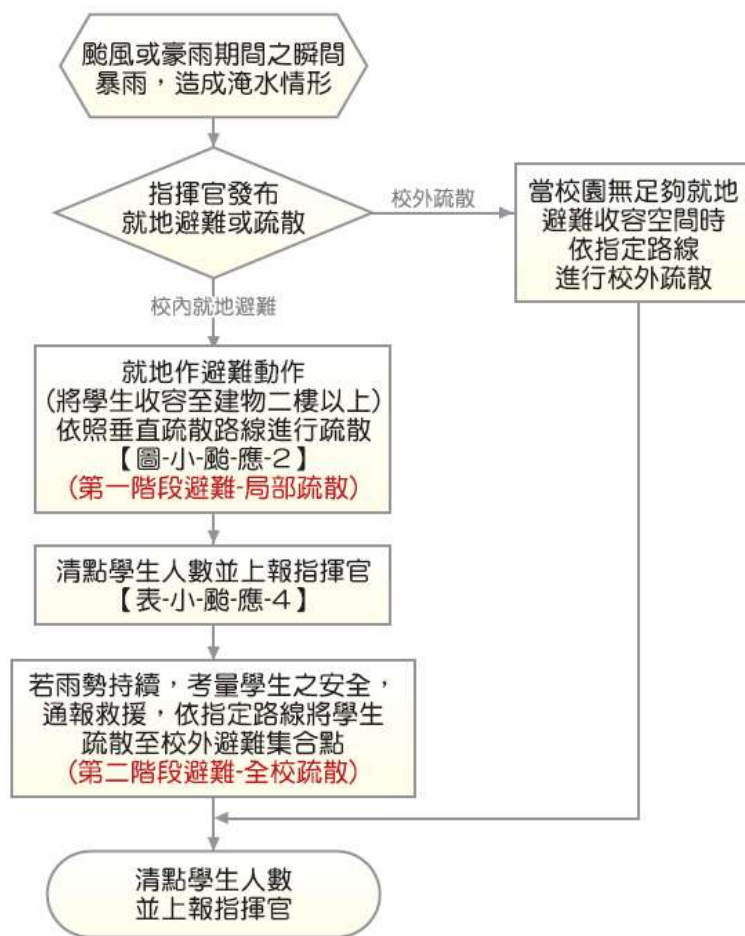 颱風或豪雨期間之瞬間
暴雨，造成淹水情形
指揮官發布
就地避難或疏散
校外疏散
當校園無足夠就地
避難收容空間時
依指定路線
進行校外疏散
校內就地避難
就地作避難動作
(將學生收容至建物二樓以上)
依照垂直疏散路線進行疏散
【圖-小-颱-應-2】
(第一階段避難-局部疏散)
清點學生人數並上報指揮官
【表-小-颱-應-4】
若雨勢持續，考量學生之安全，
通報救援，依指定路線將學生
疏散至校外避難集合點
(第二階段避難-全校疏散)
清點學生人數
並上報指揮官